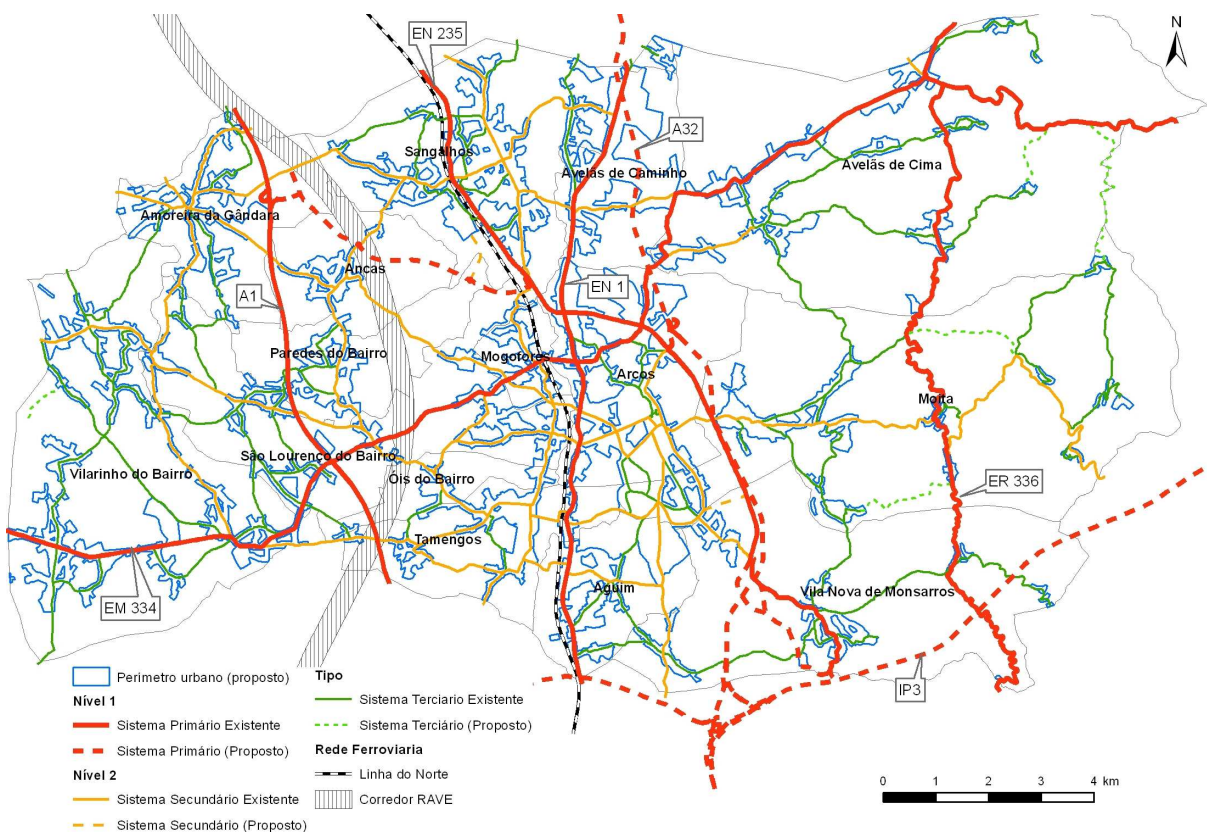 EN 235
N
A32
Sangalhos
Avelãs de Caminho
Avelãs de Cima
Amoreira da Gândara
Ancas
A1
EN 1
Paredes do Bairro
Mogofores
Arcos
Moita
São Lourenço do Bairro
Vilarinho do Bairro
Óis do Bairro
ER 336
Tamengos
EM 334
Aguim
Vila Nova de Monsarros
IP3
Perimetro urbano (proposto)
Nível 1
Sistema Primário Existente
Sistema Primário (Proposto)
Nível 2
Sistema Secundário Existente
Sistema Secundário (Proposto)
Tipo
Sistema Terciario Existente
Sistema Terciário (Proposto)
Rede Ferroviaria
Linha do Norte
Corredor RAVE
0 1 2 3 4 km